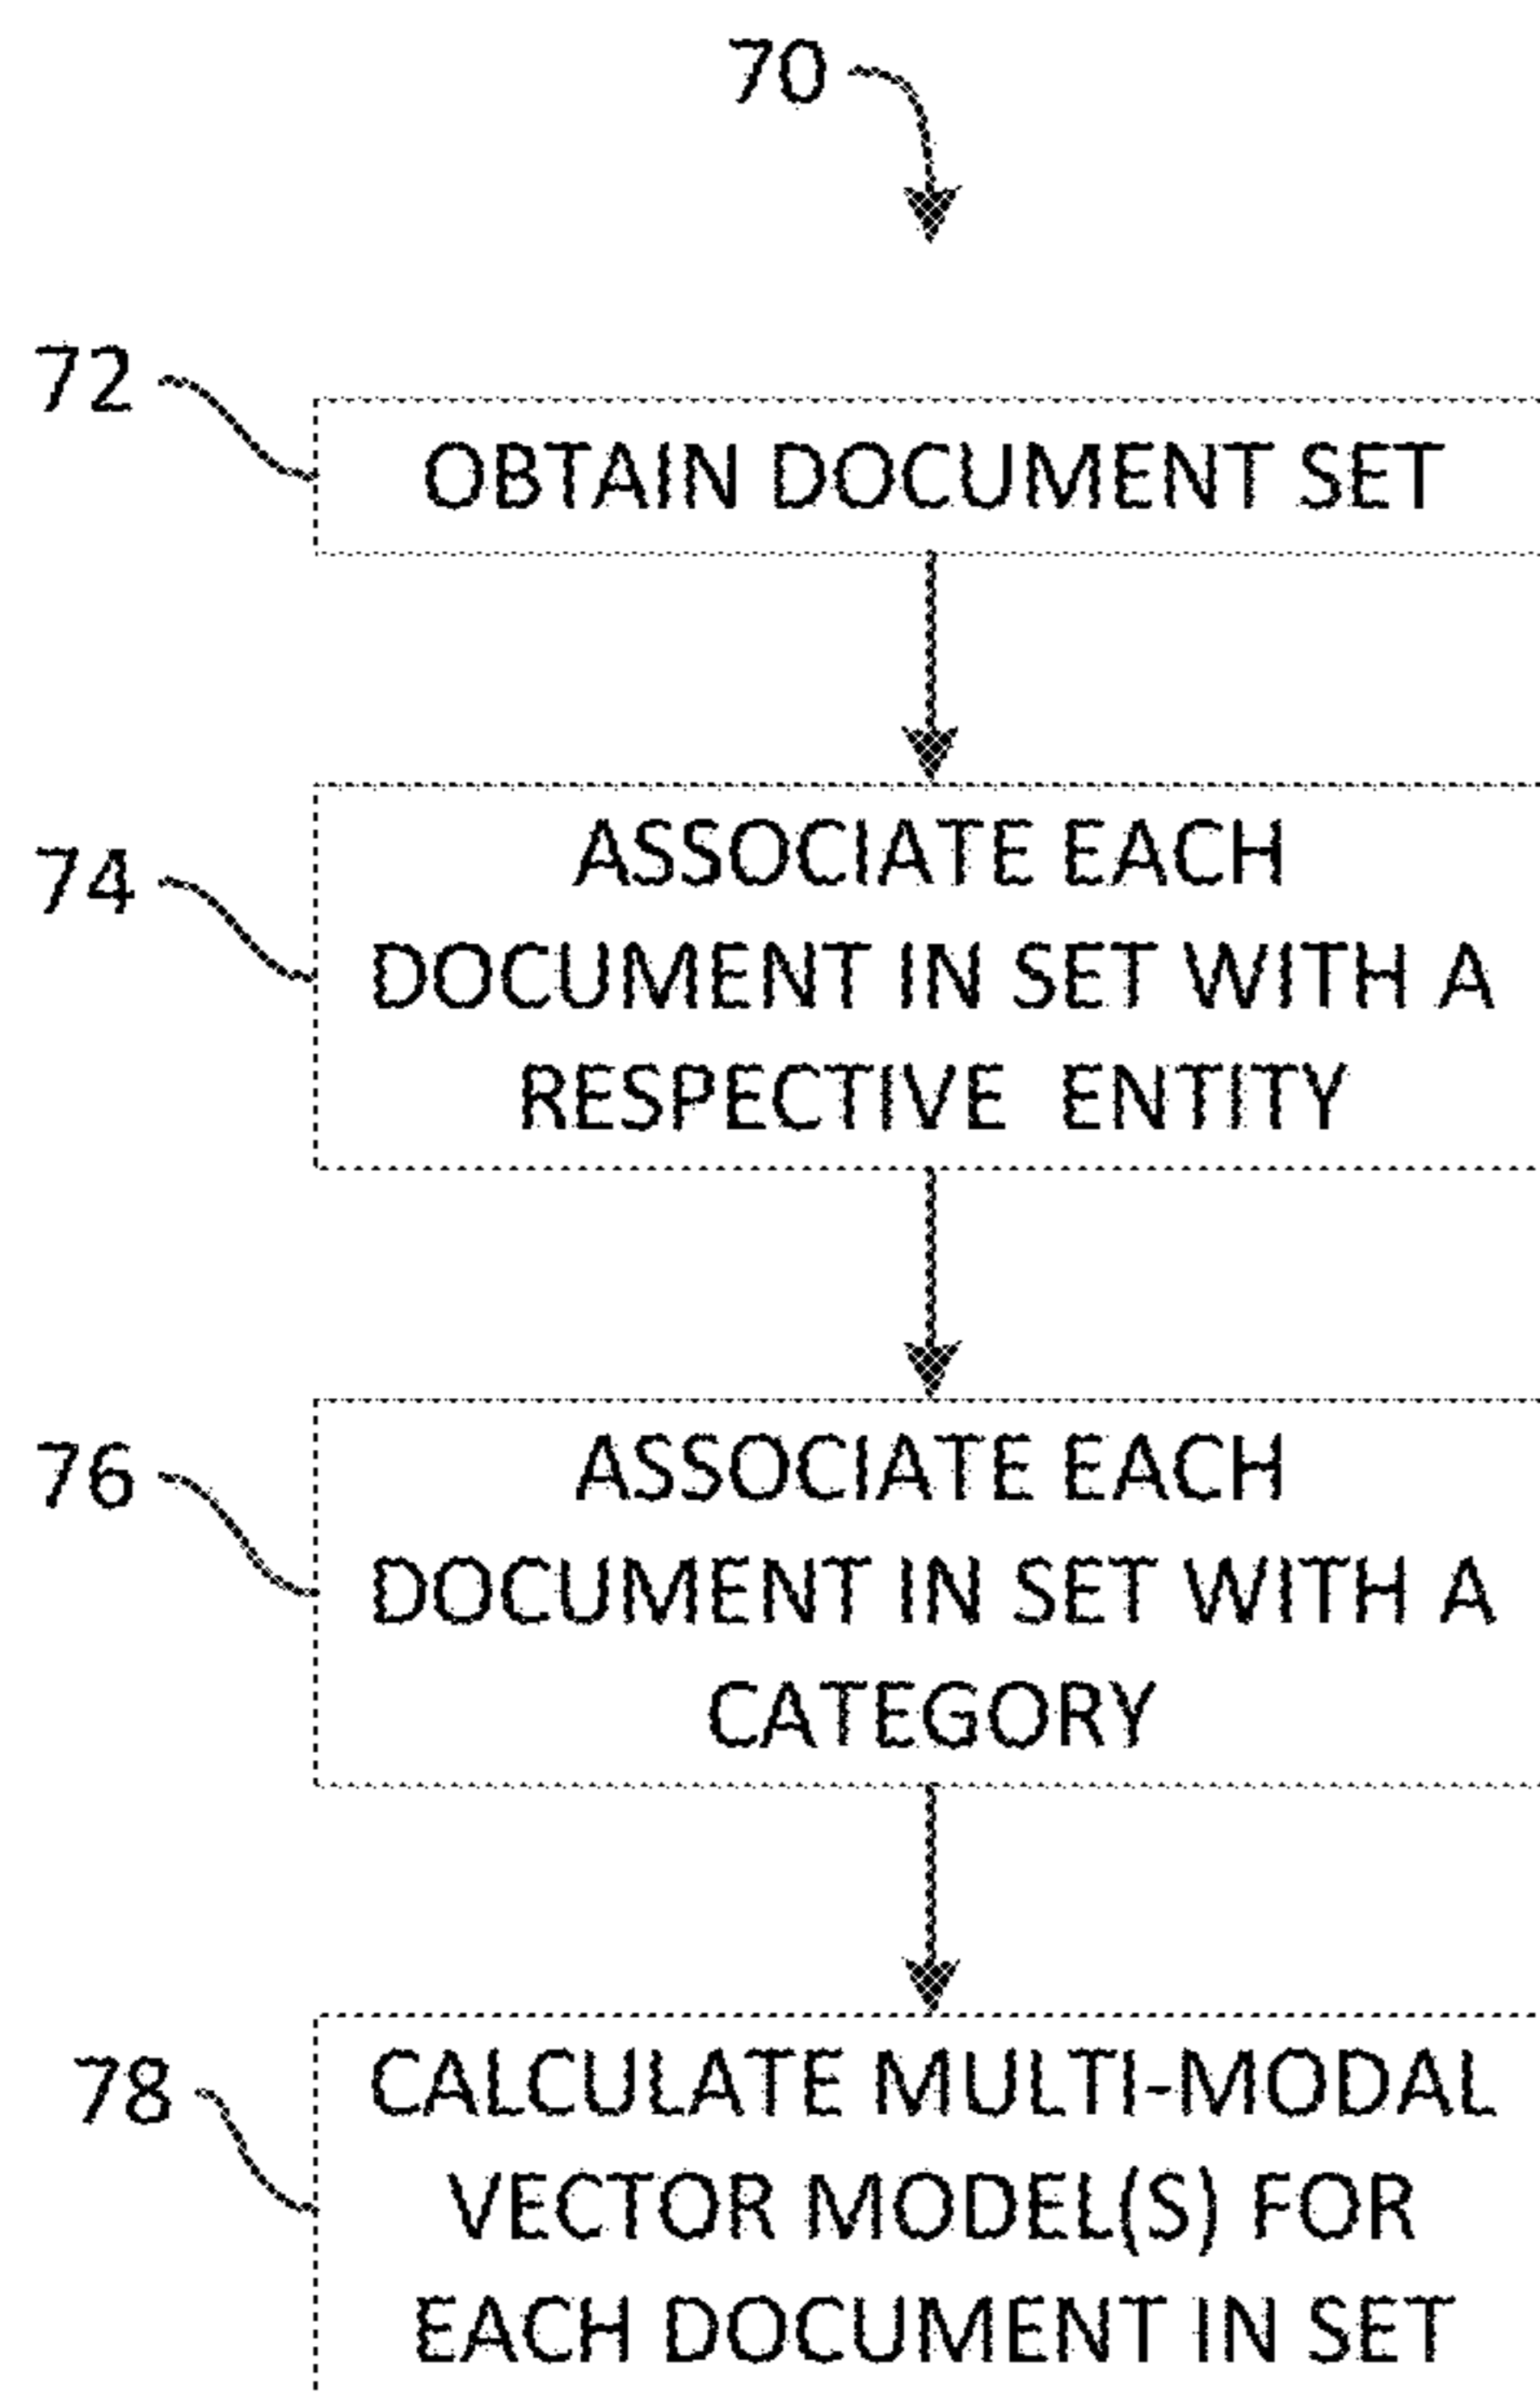 70
72
OBTAIN DOCUMENT SET
74
ASSOCIATE EACH
DOCUMENT IN SET WITH A
RESPECTIVE ENTITY
76
ASSOCIATE EACH
DOCUMENT IN SET WITH A
CATEGORY
78
CALCULATE MULTI-MODAL
VECTOR MODEL(S) FOR
EACH DOCUMENT IN SET